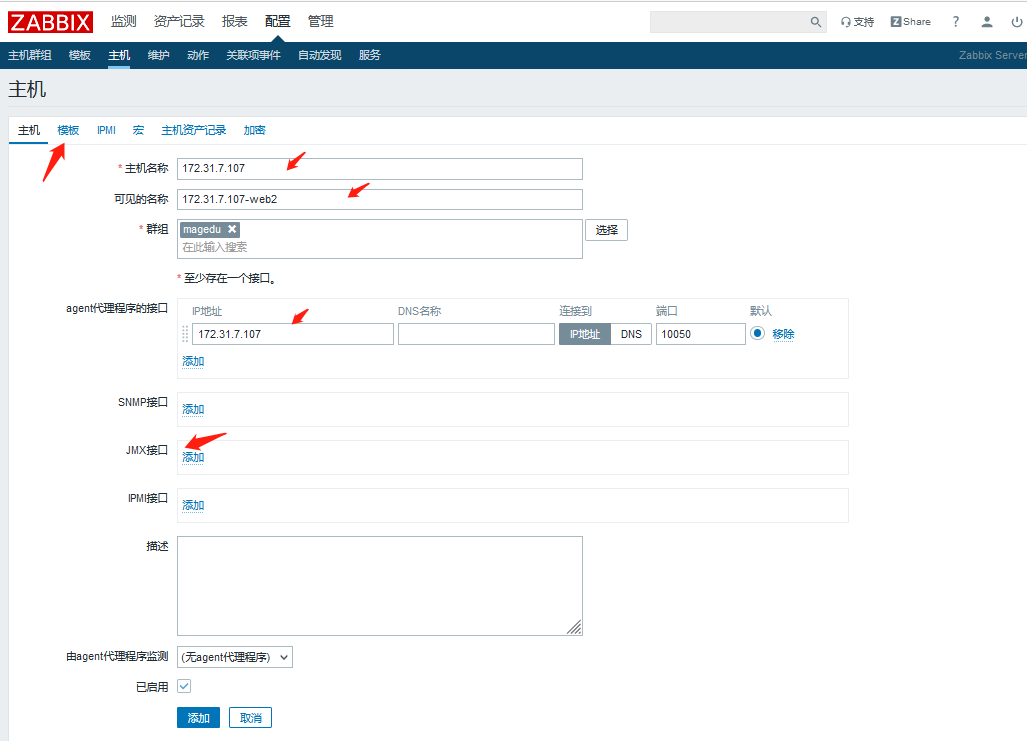 ZABBIX 监测 资产记录 报表 配置 管理 支持 Z Share ?
主机群组 模板 主机 维护 动作 关联项事件 自动发现 服务 Zabbix Server
主机
主机 模板 IPMI 宏 主机资产记录 加密
* 主机名称 172.31.7.107
可见的名称 172.31.7.107-web2
* 群组 magedu ✖ 选择
在此输入搜索
* 至少存在一个接口。
agent代理程序的接口 IP地址 DNS名称 连接到 端口 默认
172.31.7.107 IP地址 DNS 10050 移除
添加
SNMP接口 添加
JMX接口 添加
IPMI接口 添加
描述
由agent代理程序监测 (无agent代理程序)
已启用
添加 取消